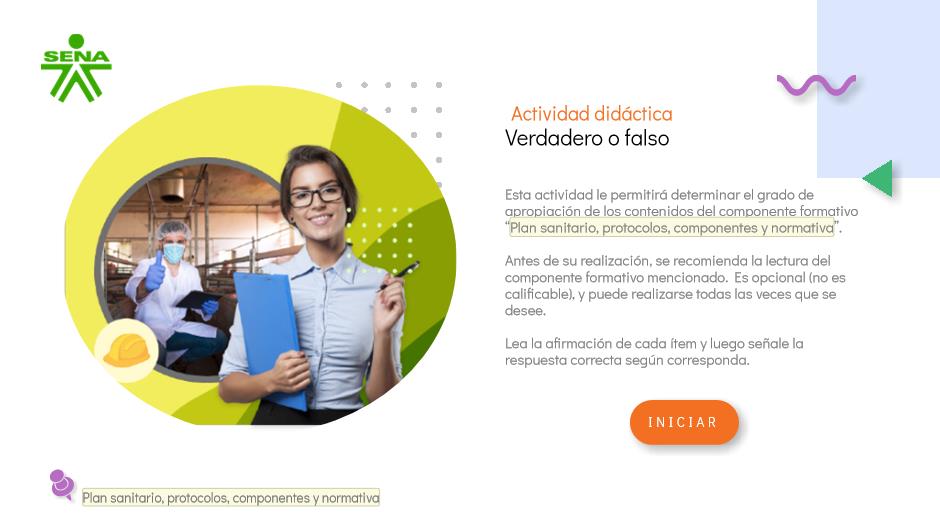 SENA
Actividad didáctica
Verdadero o falso
Esta actividad le permitirá determinar el grado de
apropiación de los contenidos del componente formativo
“Plan sanitario, protocolos, componentes y normativa”.
Antes de su realización, se recomienda la lectura del
componente formativo mencionado. Es opcional (no es
calificable), y puede realizarse todas las veces que se
desee.
Lea la afirmación de cada ítem y luego señale la
respuesta correcta según corresponda.
INICIAR
Plan sanitario, protocolos, componentes y normativa